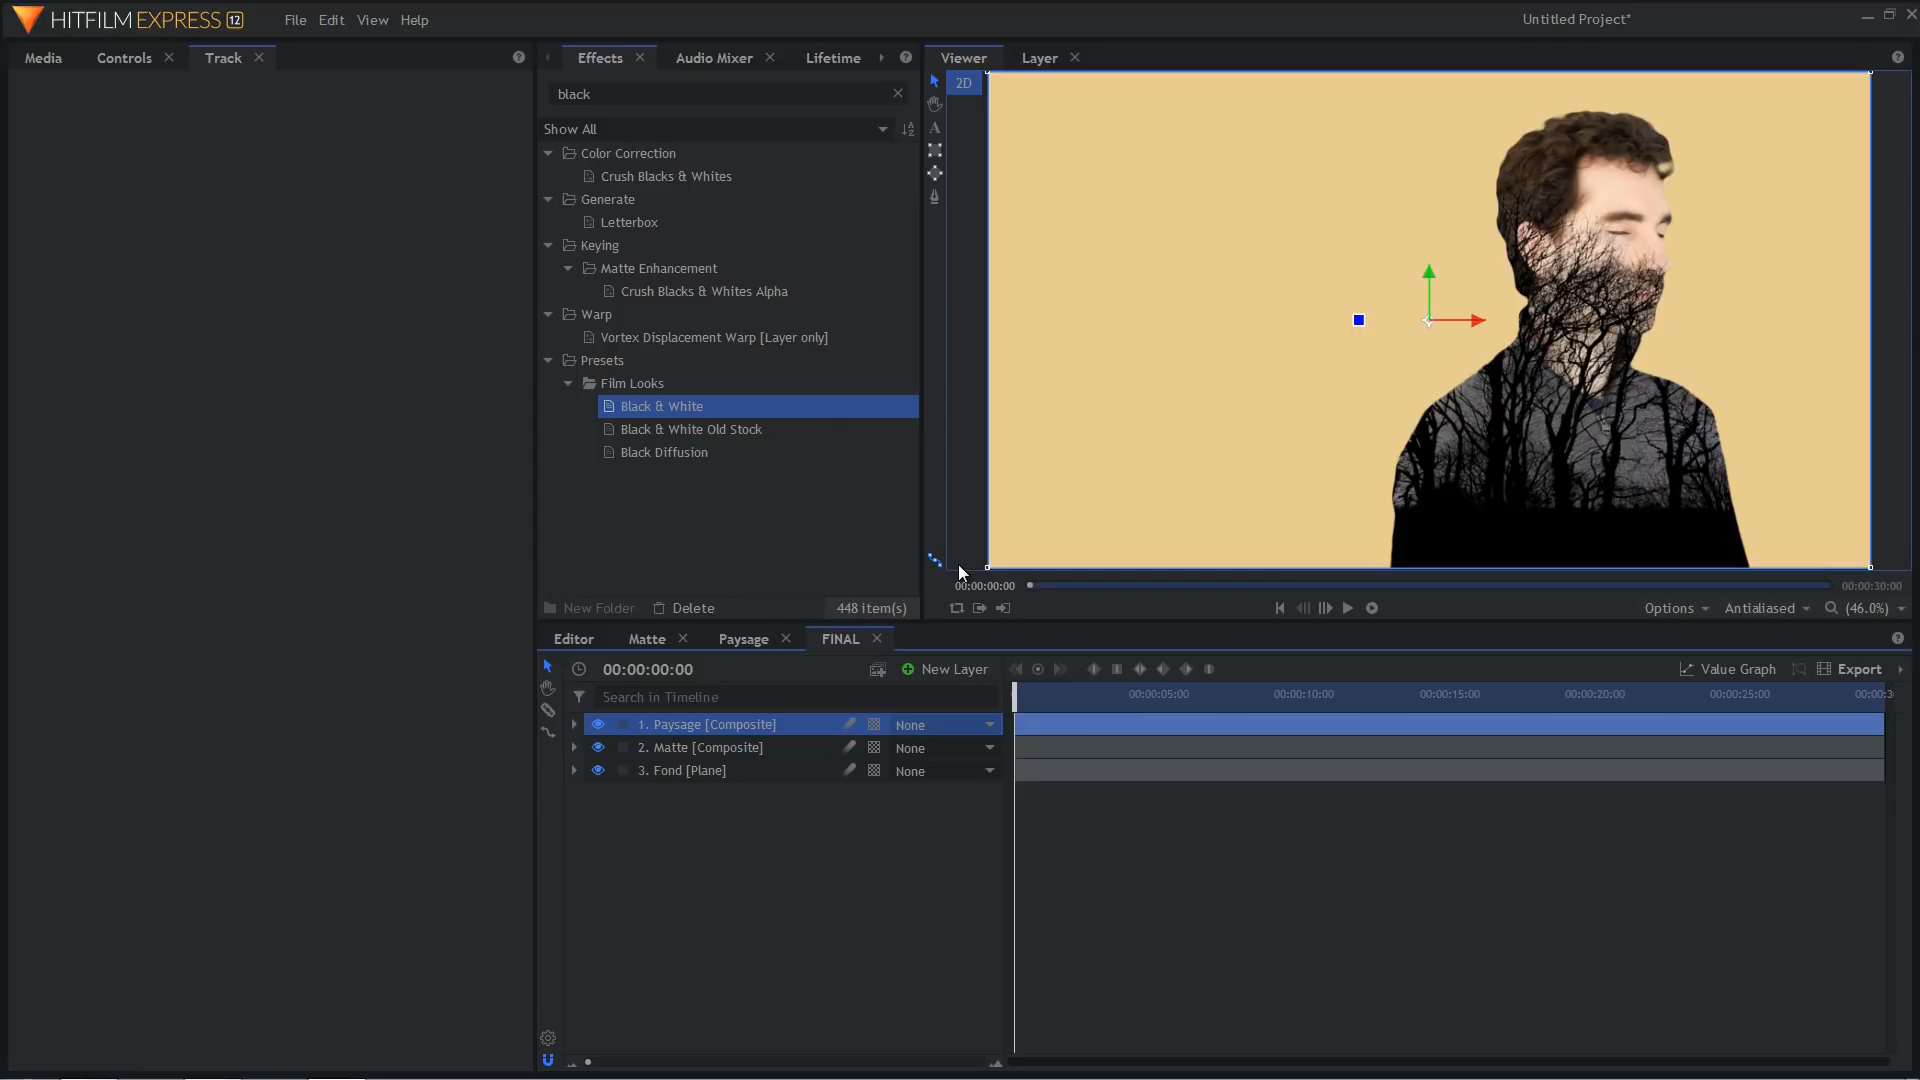 HITFILM EXPRESS 12
File Edit View Help
Untitled Project*
Media Controls Track
Effects Audio Mixer Lifetime
Viewer Layer
black
2D
Show All
Color Correction
Crush Blacks & Whites
Generate
Letterbox
Keying
Matte Enhancement
Crush Blacks & Whites Alpha
Warp
Vortex Displacement Warp [Layer only]
Presets
Film Looks
Black & White
Black & White Old Stock
Black Diffusion
00:00:00:00
00:00:30:00
New Folder Delete 448 item(s)
Options Antialiased (46.0%)
Editor Matte Paysage FINAL
00:00:00:00 New Layer
Value Graph Export
Search in Timeline
00:00:05:00 00:00:10:00 00:00:15:00 00:00:20:00 00:00:25:00 00:00:3
1. Paysage [Composite] None
2. Matte [Composite] None
3. Fond [Plane] None